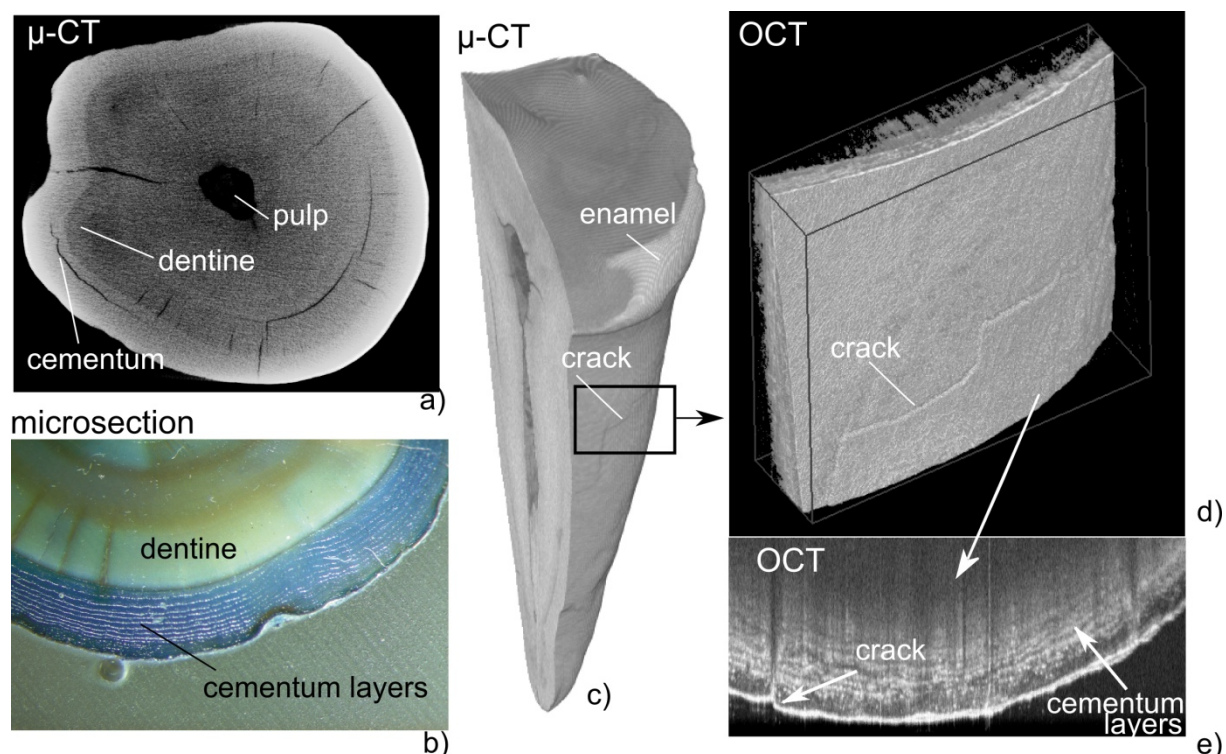 μ-CT
pulp
dentine
cementum
a)
microsection
dentine
cementum layers
b)
μ-CT
enamel
crack
c)
OCT
crack
d)
OCT
crack
cementum
layers
e)